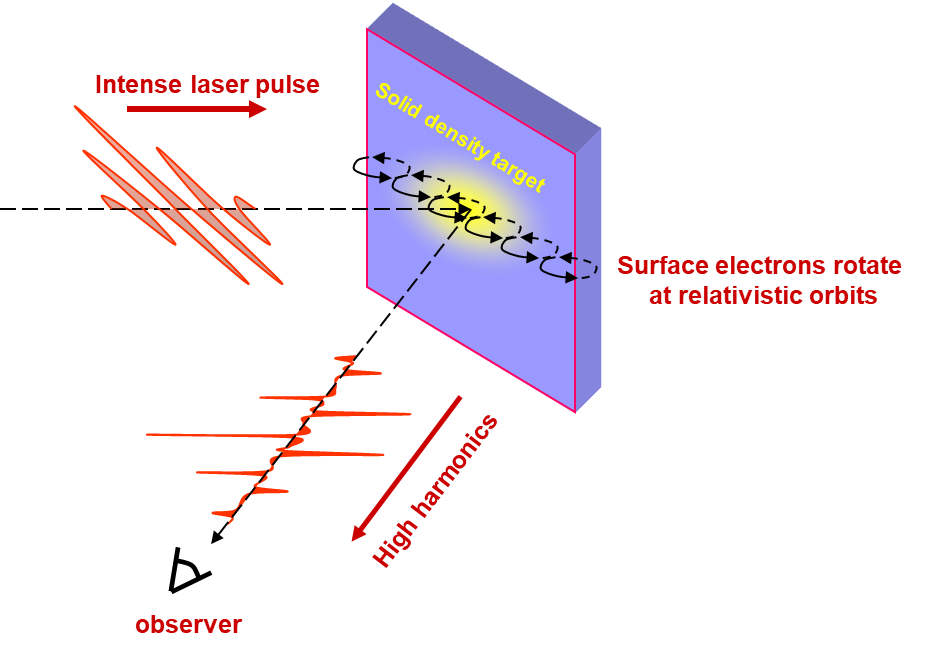 Intense laser pulse
Solid density target
Surface electrons rotate
at relativistic orbits
High harmonics
observer